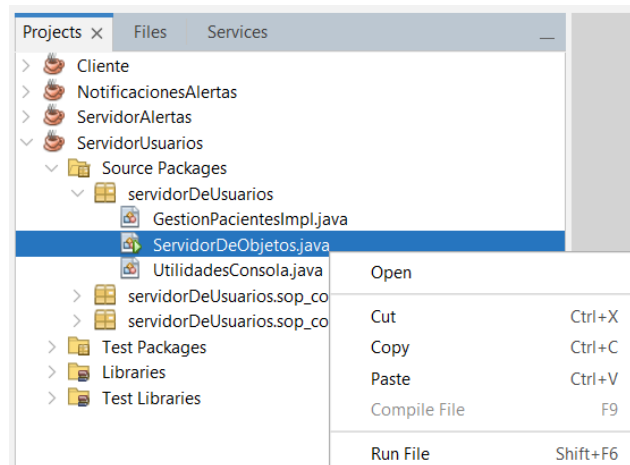 Projects Files Services
Cliente
NotificacionesAlertas
ServidorAlertas
ServidorUsuarios
Source Packages
servidorDeUsuarios
GestionPacientesImpl.java
ServidorDeObjetos.java
UtilidadesConsola.java
Open
servidorDeUsuarios.sop_co
servidorDeUsuarios.sop_co
Cut Ctrl+X
Test Packages
Copy Ctrl+C
Libraries
Paste Ctrl+V
Test Libraries
Compile File F9
Run File Shift+F6